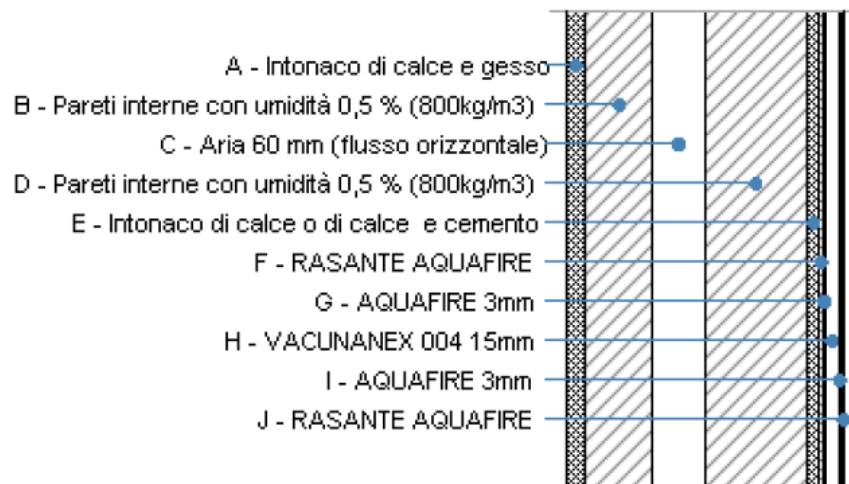 A - Intonaco di calce e gesso
B - Pareti interne con umidità 0,5 % (800kg/m3)
C - Aria 60 mm (flusso orizzontale)
D - Pareti interne con umidità 0,5 % (800kg/m3)
E - Intonaco di calce o di calce e cemento
F - RASANTE AQUAFIRE
G - AQUAFIRE 3mm
H - VACUNANEX 004 15mm
I - AQUAFIRE 3mm
J - RASANTE AQUAFIRE